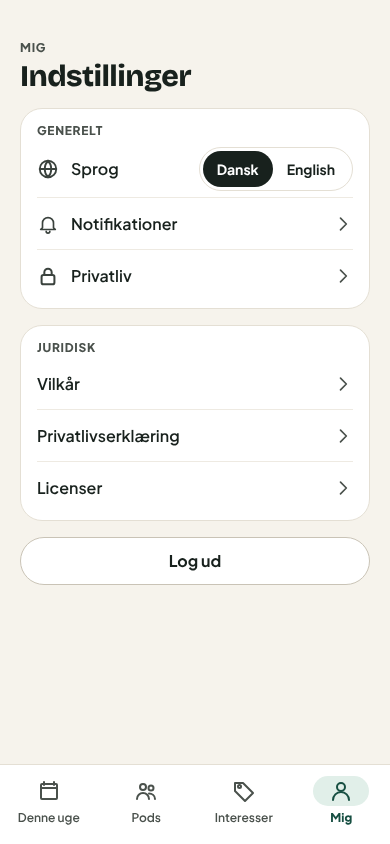 MIG
Indstillinger
GENERELT
Sprog
Dansk
English
Notifikationer
Privatliv
JURIDISK
Vilkår
Privatlivserklæring
Licenser
Log ud
Denne uge
Pods
Interesser
Mig